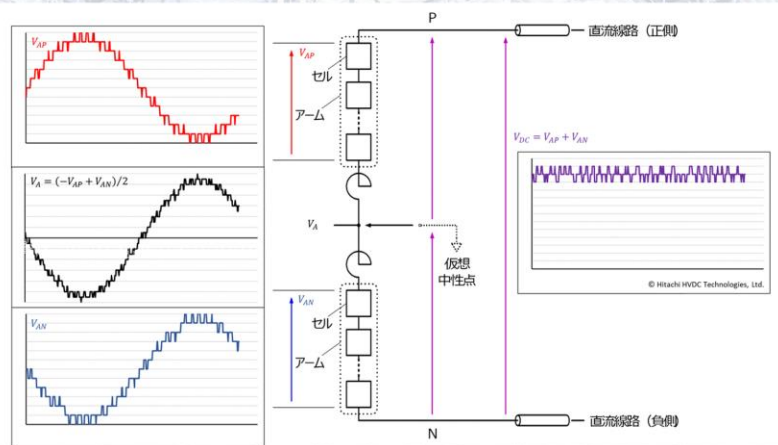 V_AP
V_A = (−V_AP + V_AN)/2
V_AN
P
直流線路（正側）
V_AP
セル
アーム
V_DC = V_AP + V_AN
V_A
仮想
中性点
V_AN
セル
アーム
© Hitachi HVDC Technologies, Ltd.
N
直流線路（負側）